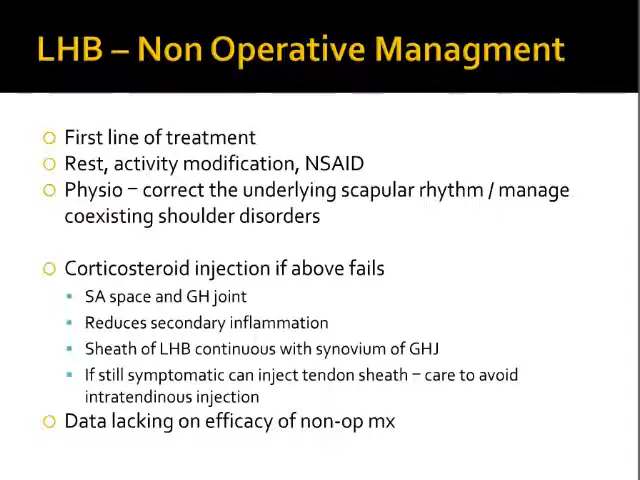 LHB – Non Operative Managment
First line of treatment
Rest, activity modification, NSAID
Physio – correct the underlying scapular rhythm / manage
coexisting shoulder disorders
Corticosteroid injection if above fails
SA space and GH joint
Reduces secondary inflammation
Sheath of LHB continuous with synovium of GHJ
If still symptomatic can inject tendon sheath – care to avoid
intratendinous injection
Data lacking on efficacy of non-op mx